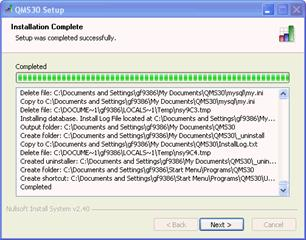 QMS30 Setup
Installation Complete
Setup was completed successfully.
Completed
Delete file: C:\Documents and Settings\gf9386\My Documents\QMS30\mysql\my.ini
Copy to C:\Documents and Settings\gf9386\My Documents\QMS30\mysql\my.ini
Delete file: C:\DOCUME~1\gf9386\LOCALS~1\Temp\nsy9C3.tmp
Installing database. Install Log File located at C:\Documents and Settings\gf9386\My...
Output folder: C:\Documents and Settings\gf9386\My Documents\QMS30
Create folder: C:\Documents and Settings\gf9386\My Documents\QMS30\_uninstall
Copy to C:\Documents and Settings\gf9386\My Documents\QMS30\InstallLog.txt
Delete file: C:\DOCUME~1\gf9386\LOCALS~1\Temp\nsy9C4.tmp
Created uninstaller: C:\Documents and Settings\gf9386\My Documents\QMS30\_unin...
Create folder: C:\Documents and Settings\gf9386\Start Menu\Programs\QMS30
Create shortcut: C:\Documents and Settings\gf9386\Start Menu\Programs\QMS30\U...
Completed
Nullsoft Install System v2.40
< Back
Next >
Cancel